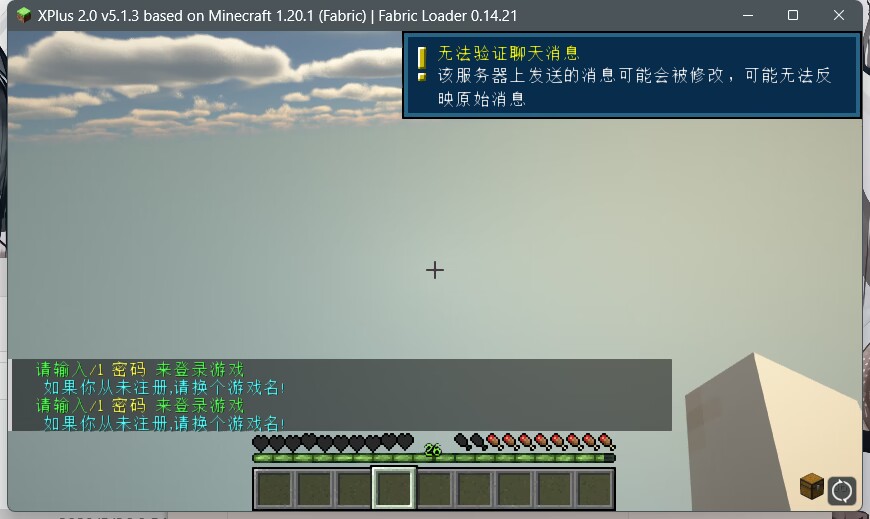 XPlus 2.0 v5.1.3 based on Minecraft 1.20.1 (Fabric) | Fabric Loader 0.14.21
无法验证聊天消息
该服务器上发送的消息可能会被修改，可能无法反
映原始消息
请输入/l 密码 来登录游戏
如果你从未注册,请换个游戏名!
请输入/l 密码 来登录游戏
如果你从未注册,请换个游戏名!
26